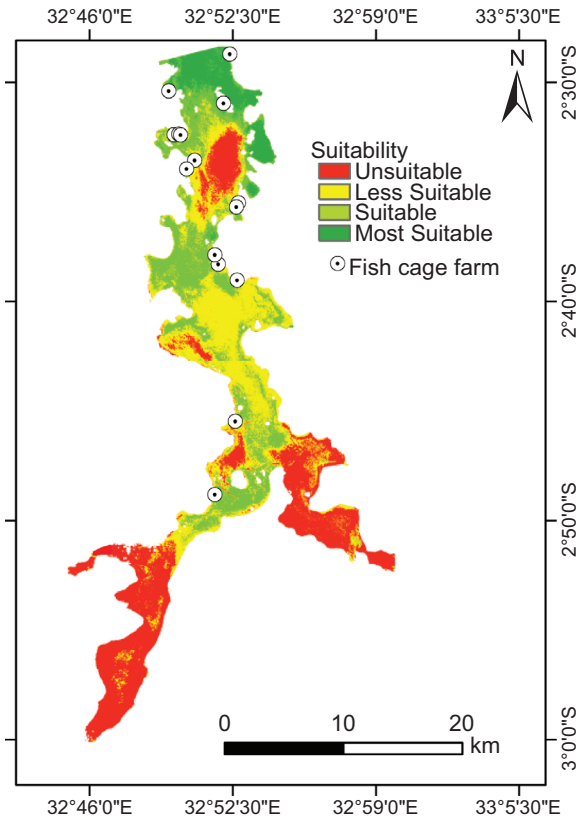 32°46'0"E 32°52'30"E 32°59'0"E 33°5'30"E
2°30'0"S
N
Suitability
Unsuitable
Less Suitable
Suitable
Most Suitable
Fish cage farm
2°40'0"S
2°50'0"S
0 10 20
km
3°0'0"S
32°46'0"E 32°52'30"E 32°59'0"E 33°5'30"E